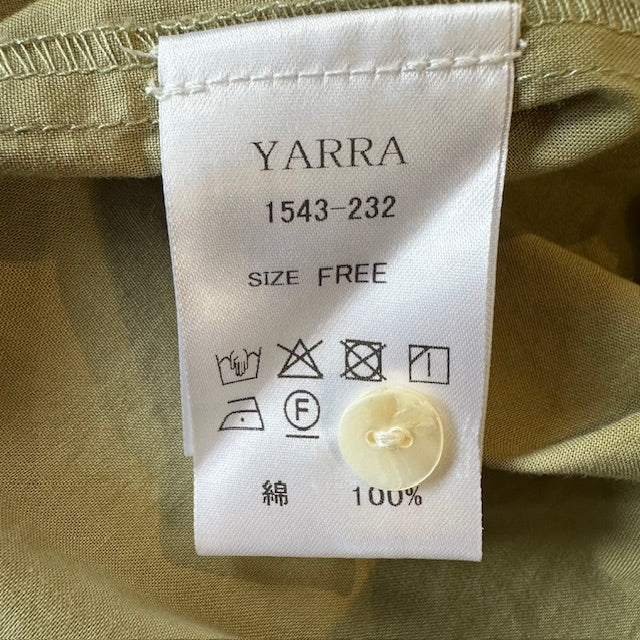 YARRA
1543-232
SIZE FREE
F
綿 100%